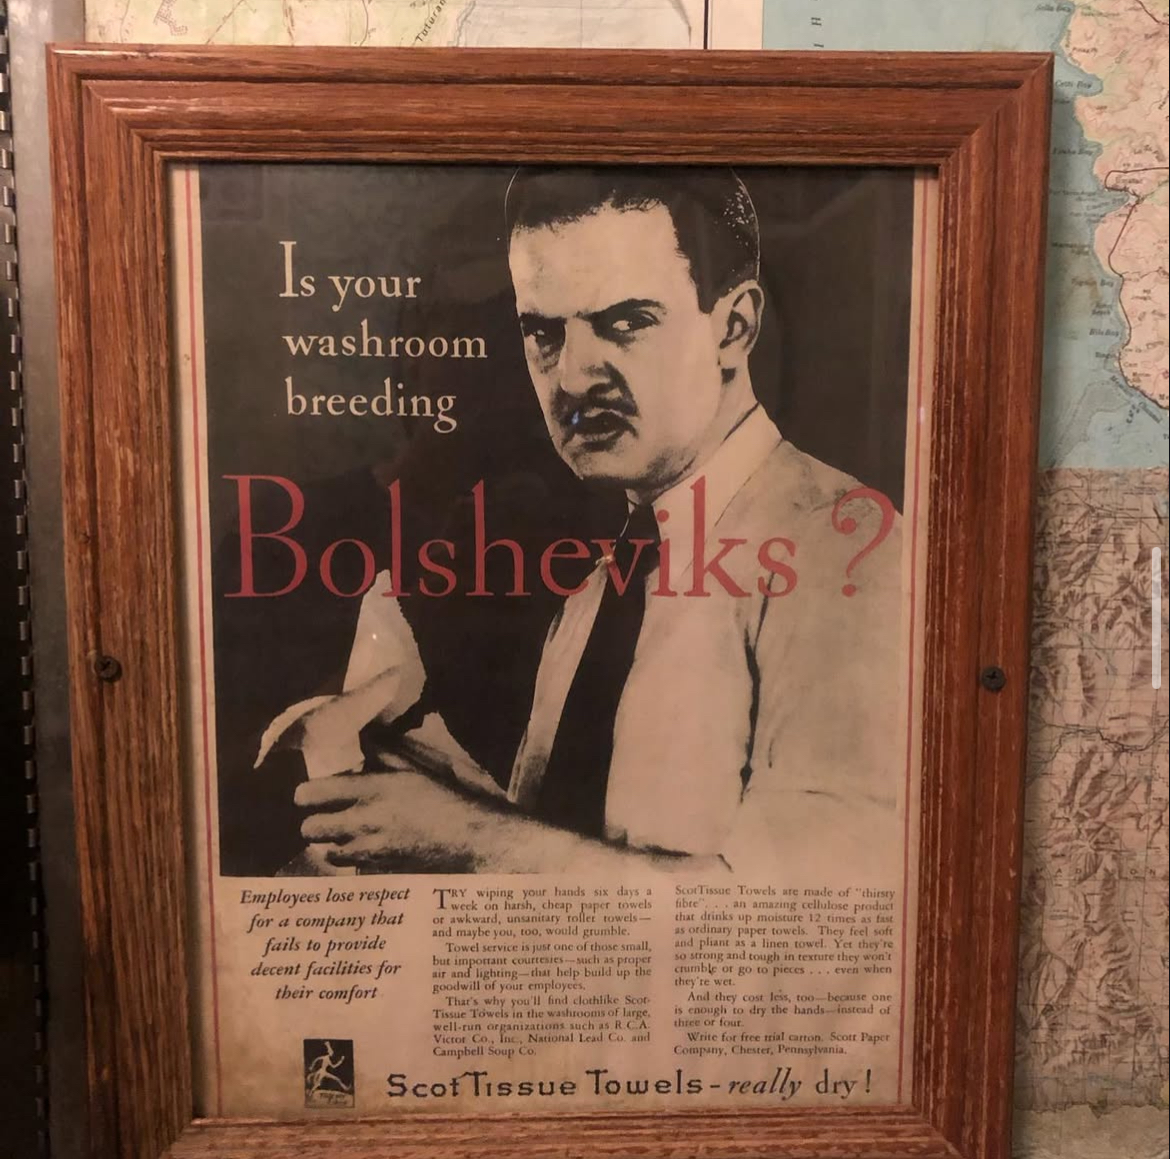 Is your
washroom
breeding
Bolsheviks ?
Employees lose respect
for a company that
fails to provide
decent facilities for
their comfort
TRY wiping your hands six days a
week on harsh, cheap paper towels
or awkward, unsanitary roller towels—
and maybe you, too, would grumble.
Towel service is just one of those small,
but important courtesies—such as proper
air and lighting—that help build up the
goodwill of your employees.
That's why you'll find clothlike Scot-
Tissue Towels in the washrooms of large,
well-run organizations such as R.C.A.
Victor Co., Inc., National Lead Co. and
Campbell Soup Co.
ScotTissue Towels are made of "thirsty
fibre". . . an amazing cellulose product
that drinks up moisture 12 times as fast
as ordinary paper towels. They feel soft
and pliant as a linen towel. Yet they're
so strong and tough in texture they won't
crumble or go to pieces . . . even when
they're wet.
And they cost less, too—because one
is enough to dry the hands—instead of
three or four.
Write for free trial carton. Scott Paper
Company, Chester, Pennsylvania.
ScotTissue Towels - really dry!